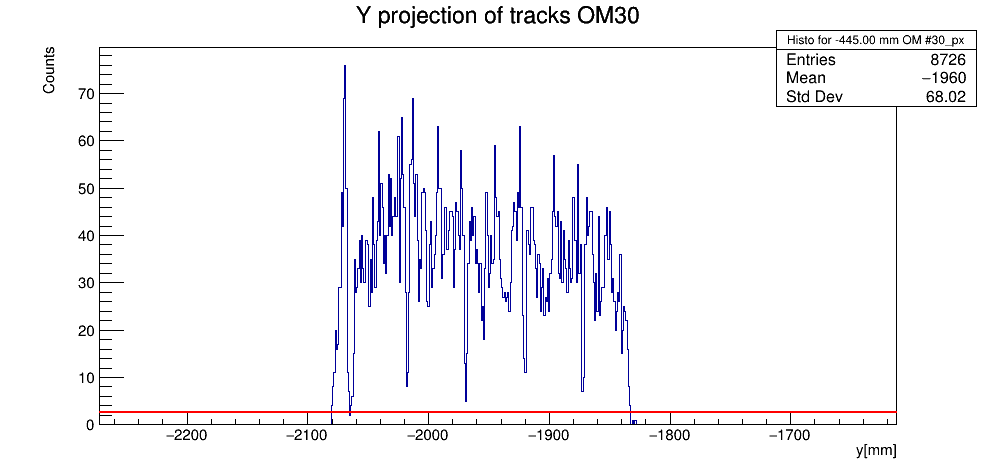 Y projection of tracks OM30
Histo for -445.00 mm OM #30_px
Entries 8726
Mean −1960
Std Dev 68.02
Counts
70
60
50
40
30
20
10
0
−2200 −2100 −2000 −1900 −1800 −1700
y[mm]